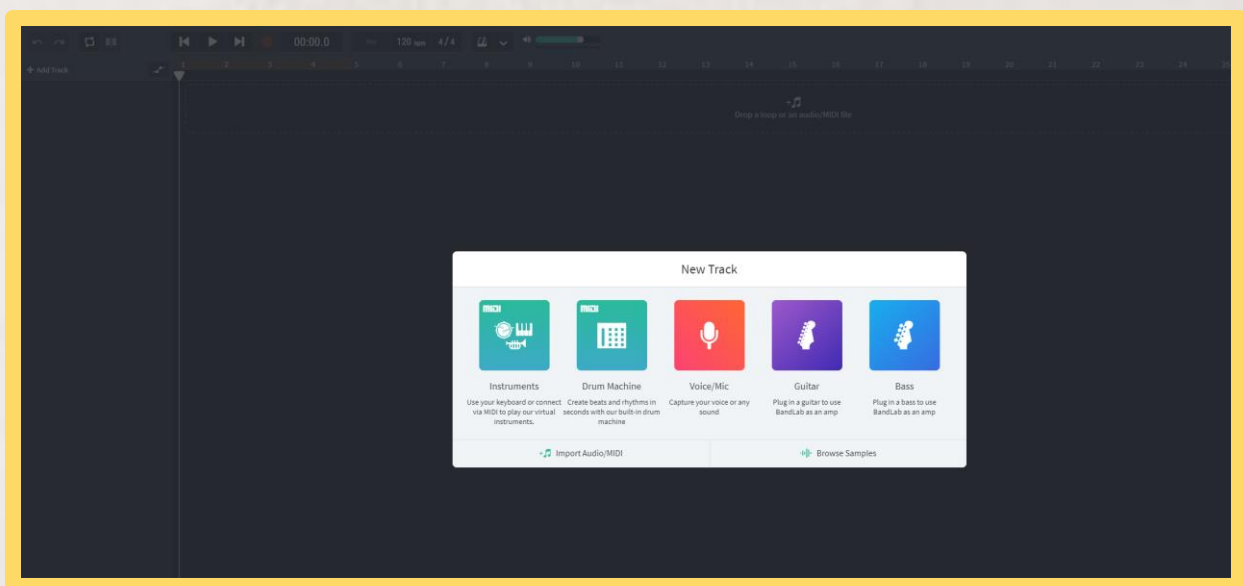 00:00.0 120 bpm 4/4
+ Add track
1 2 3 4 5 6 7 8 9 10 11 12 13 14 15 16 17 18 19 20 21 22 23 24 25
Drop a loop or an audio/MIDI file
New Track
MIDI MIDI
Instruments Drum Machine Voice/Mic Guitar Bass
Use your keyboard or connect Create beats and rhythms in Capture your voice or any Plug in a guitar to use Plug in a bass to use
via MIDI to play our virtual seconds with our built-in drum sound BandLab as an amp BandLab as an amp
instruments. machine
Import Audio/MIDI Browse Samples